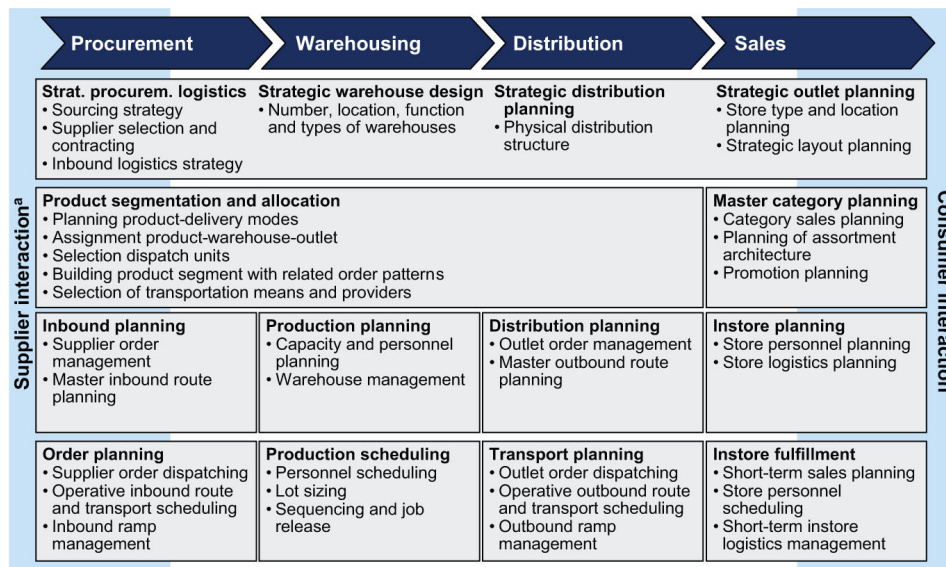 Procurement
Warehousing
Distribution
Sales
Supplier interactionᵃ
Strat. procurem. logistics
• Sourcing strategy
• Supplier selection and
contracting
• Inbound logistics strategy
Strategic warehouse design
• Number, location, function
and types of warehouses
Strategic distribution
planning
• Physical distribution
structure
Strategic outlet planning
• Store type and location
planning
• Strategic layout planning
Product segmentation and allocation
• Planning product-delivery modes
• Assignment product-warehouse-outlet
• Selection dispatch units
• Building product segment with related order patterns
• Selection of transportation means and providers
Master category planning
• Category sales planning
• Planning of assortment
architecture
• Promotion planning
Inbound planning
• Supplier order
management
• Master inbound route
planning
Production planning
• Capacity and personnel
planning
• Warehouse management
Distribution planning
• Outlet order management
• Master outbound route
planning
Instore planning
• Store personnel planning
• Store logistics planning
Order planning
• Supplier order dispatching
• Operative inbound route
and transport scheduling
• Inbound ramp
management
Production scheduling
• Personnel scheduling
• Lot sizing
• Sequencing and job
release
Transport planning
• Outlet order dispatching
• Operative outbound route
and transport scheduling
• Outbound ramp
management
Instore fulfillment
• Short-term sales planning
• Store personnel
scheduling
• Short-term instore
logistics management
Consumer interaction